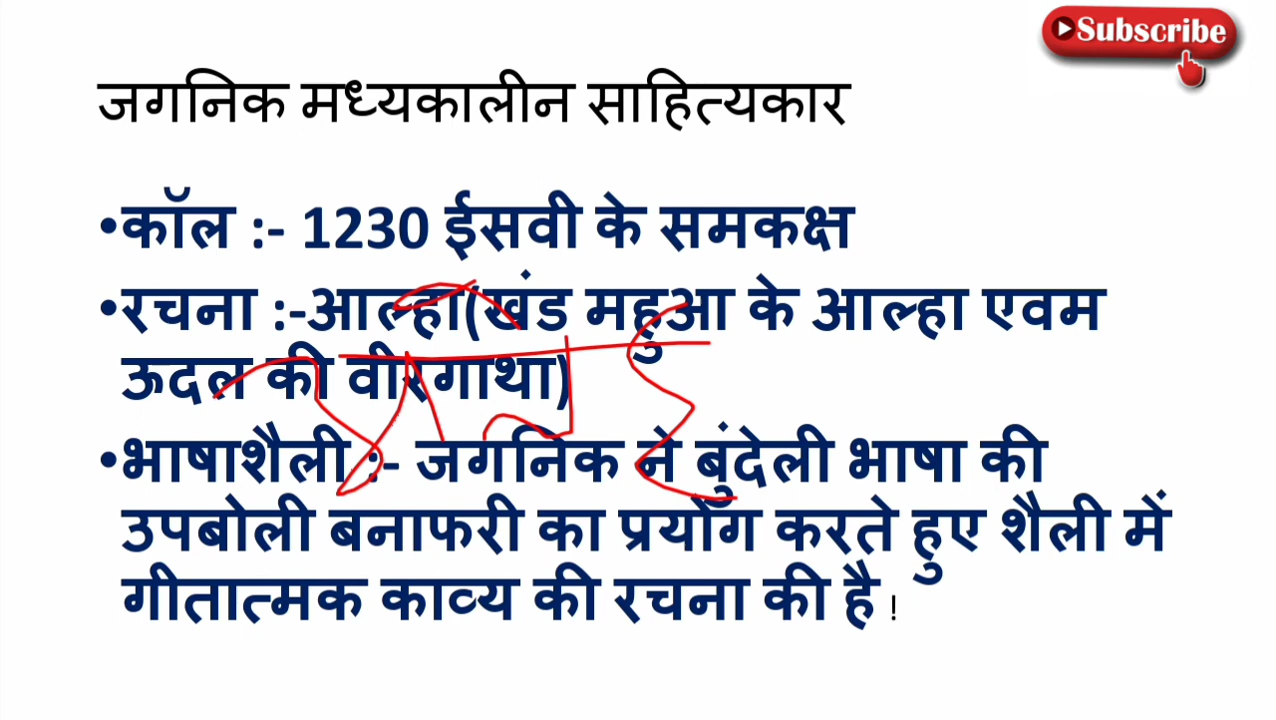 Subscribe
जगनिक मध्यकालीन साहित्यकार
•कॉल :- 1230 ईसवी के समकक्ष
•रचना :-आल्हा(खंड महुआ के आल्हा एवम
ऊदल की वीरगाथा)
•भाषाशैली :- जगनिक ने बुंदेली भाषा की
उपबोली बनाफरी का प्रयोग करते हुए शैली में
गीतात्मक काव्य की रचना की है !